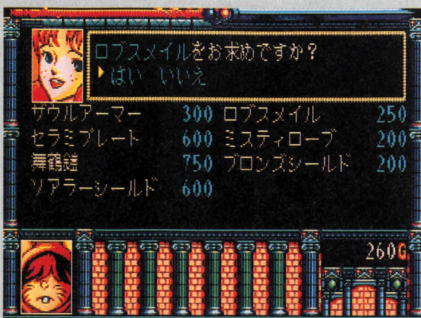 ロブスメイルをお求めですか？
はい いいえ
ザウルアーマー 300 ロブスメイル 250
セラミプレート 600 ミスティローブ 200
舞鶴鎧 750 ブロンズシールド 200
ソアラーシールド 600
260G